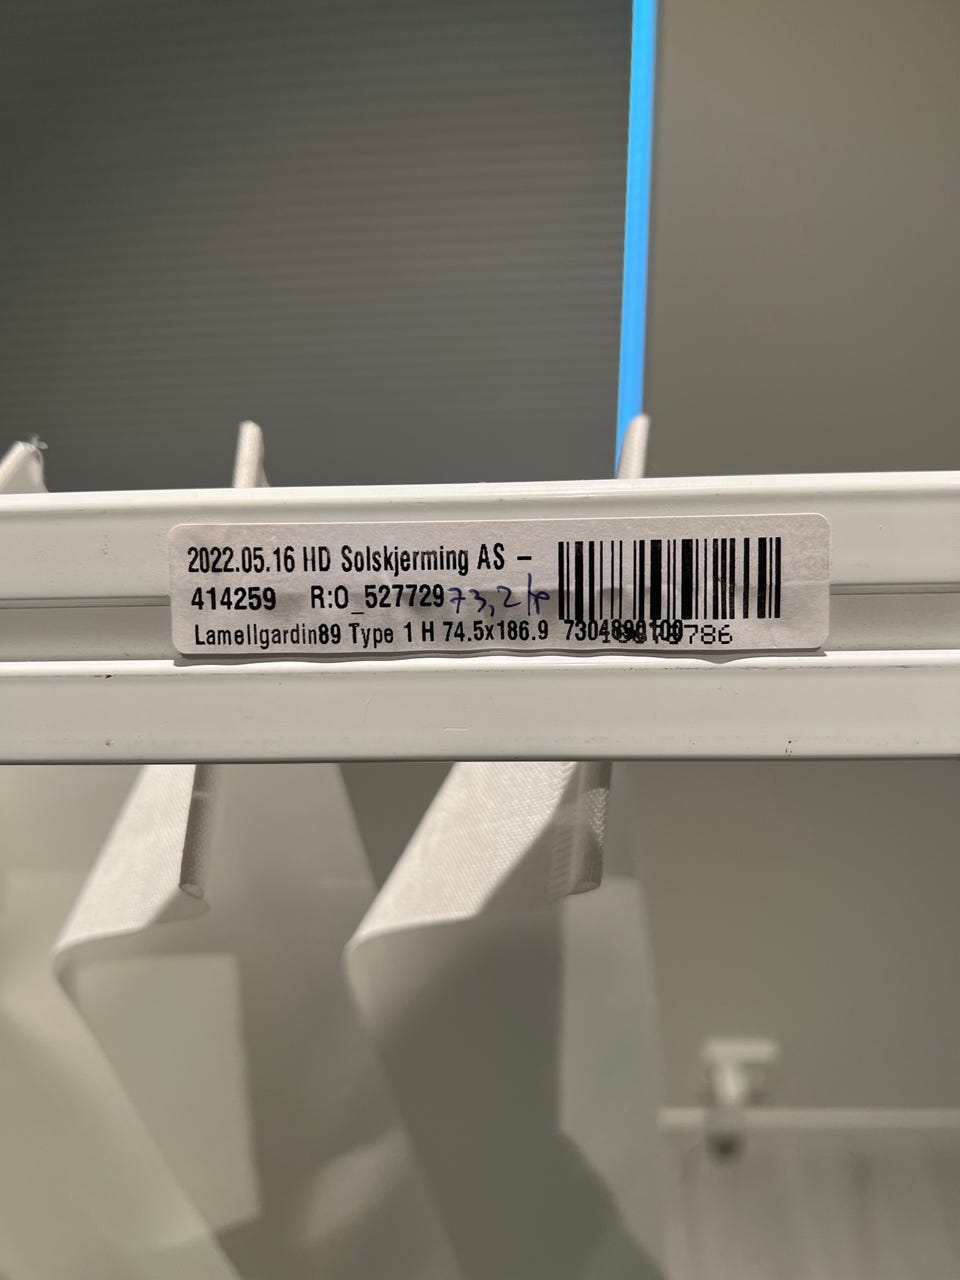 2022.05.16 HD Solskjerming AS –
414259 R:O_527729 73,2
Lamellgardin89 Type 1 H 74.5x186.9